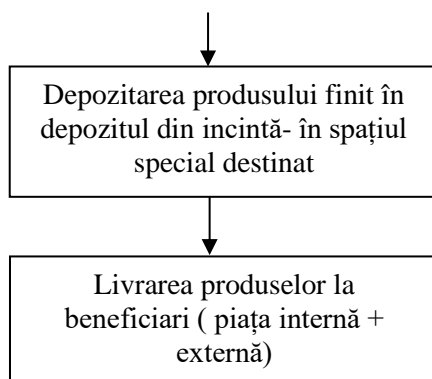 Depozitarea produsului finit în
depozitul din incintă- în spațiul
special destinat
Livrarea produselor la
beneficiari ( piața internă +
externă)